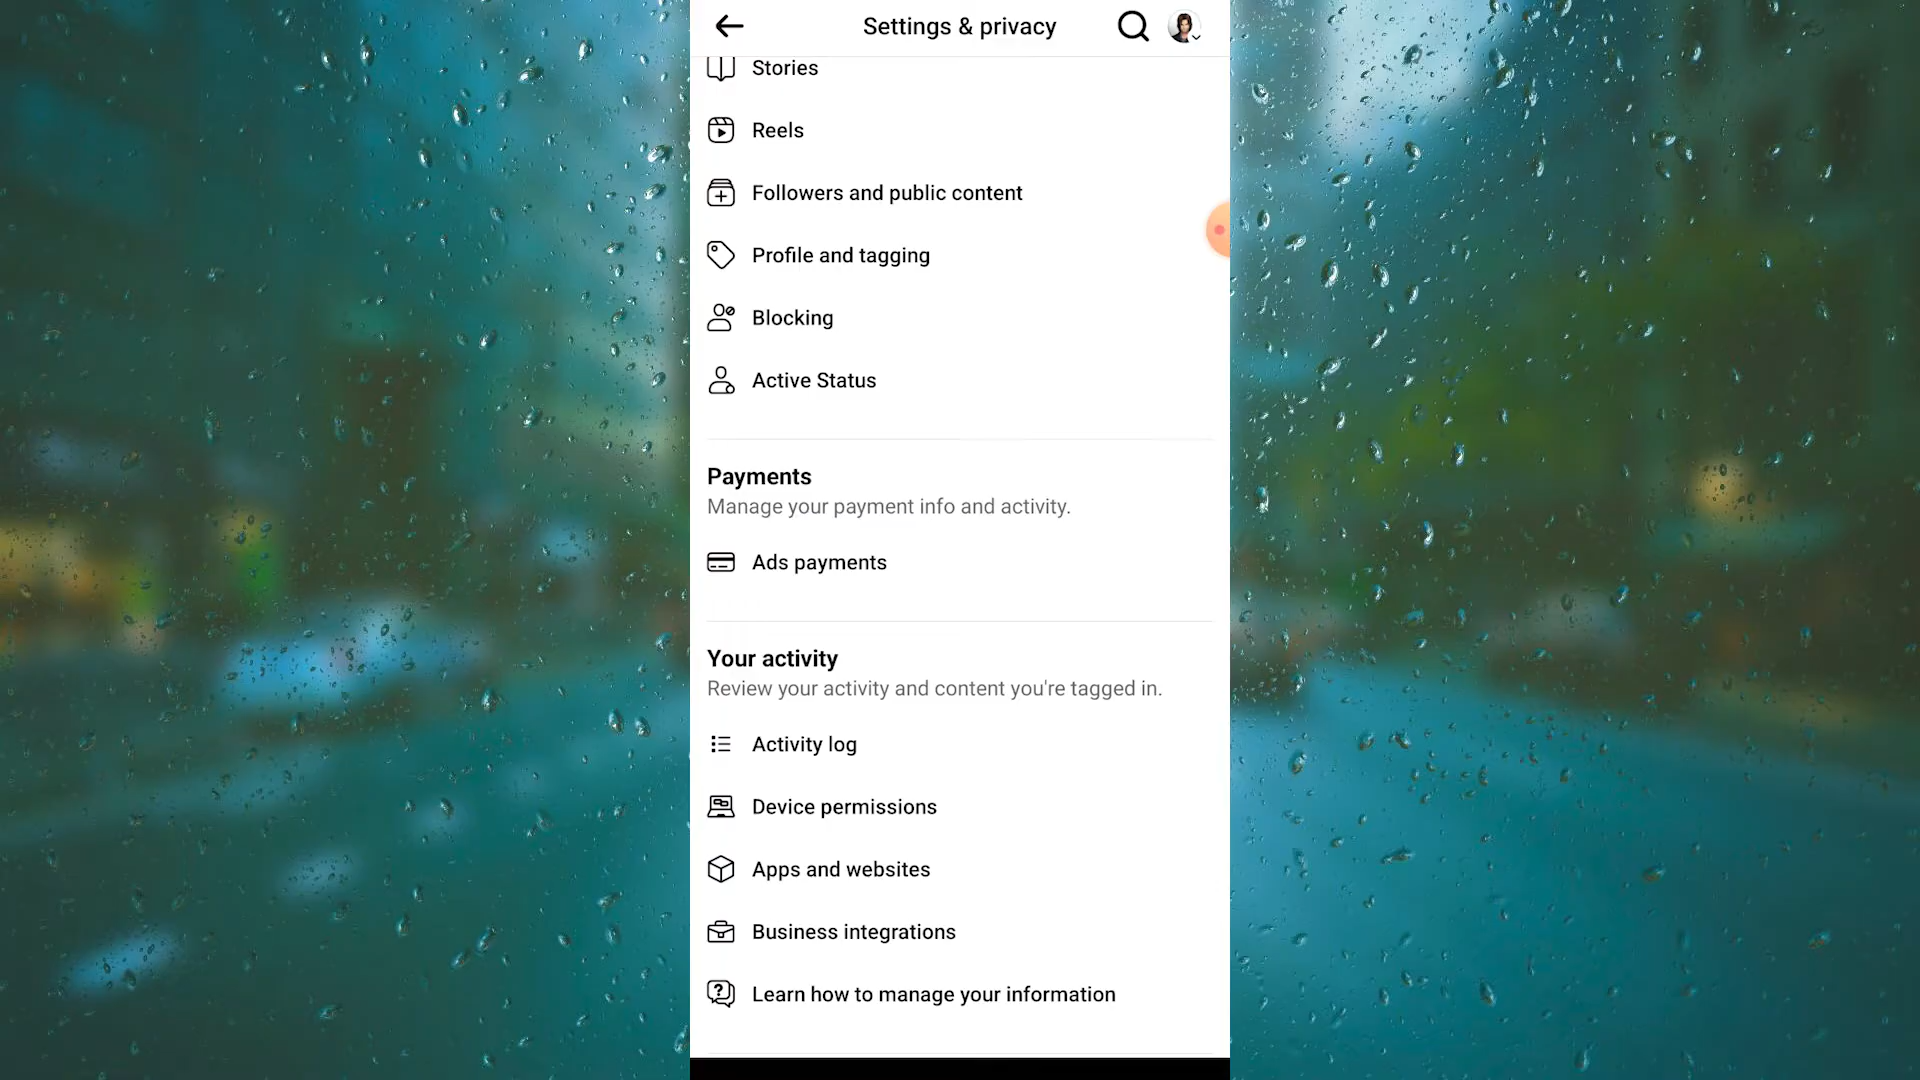 Settings & privacy
Stories
Reels
Followers and public content
Profile and tagging
Blocking
Active Status
Payments
Manage your payment info and activity.
Ads payments
Your activity
Review your activity and content you're tagged in.
Activity log
Device permissions
Apps and websites
Business integrations
Learn how to manage your information